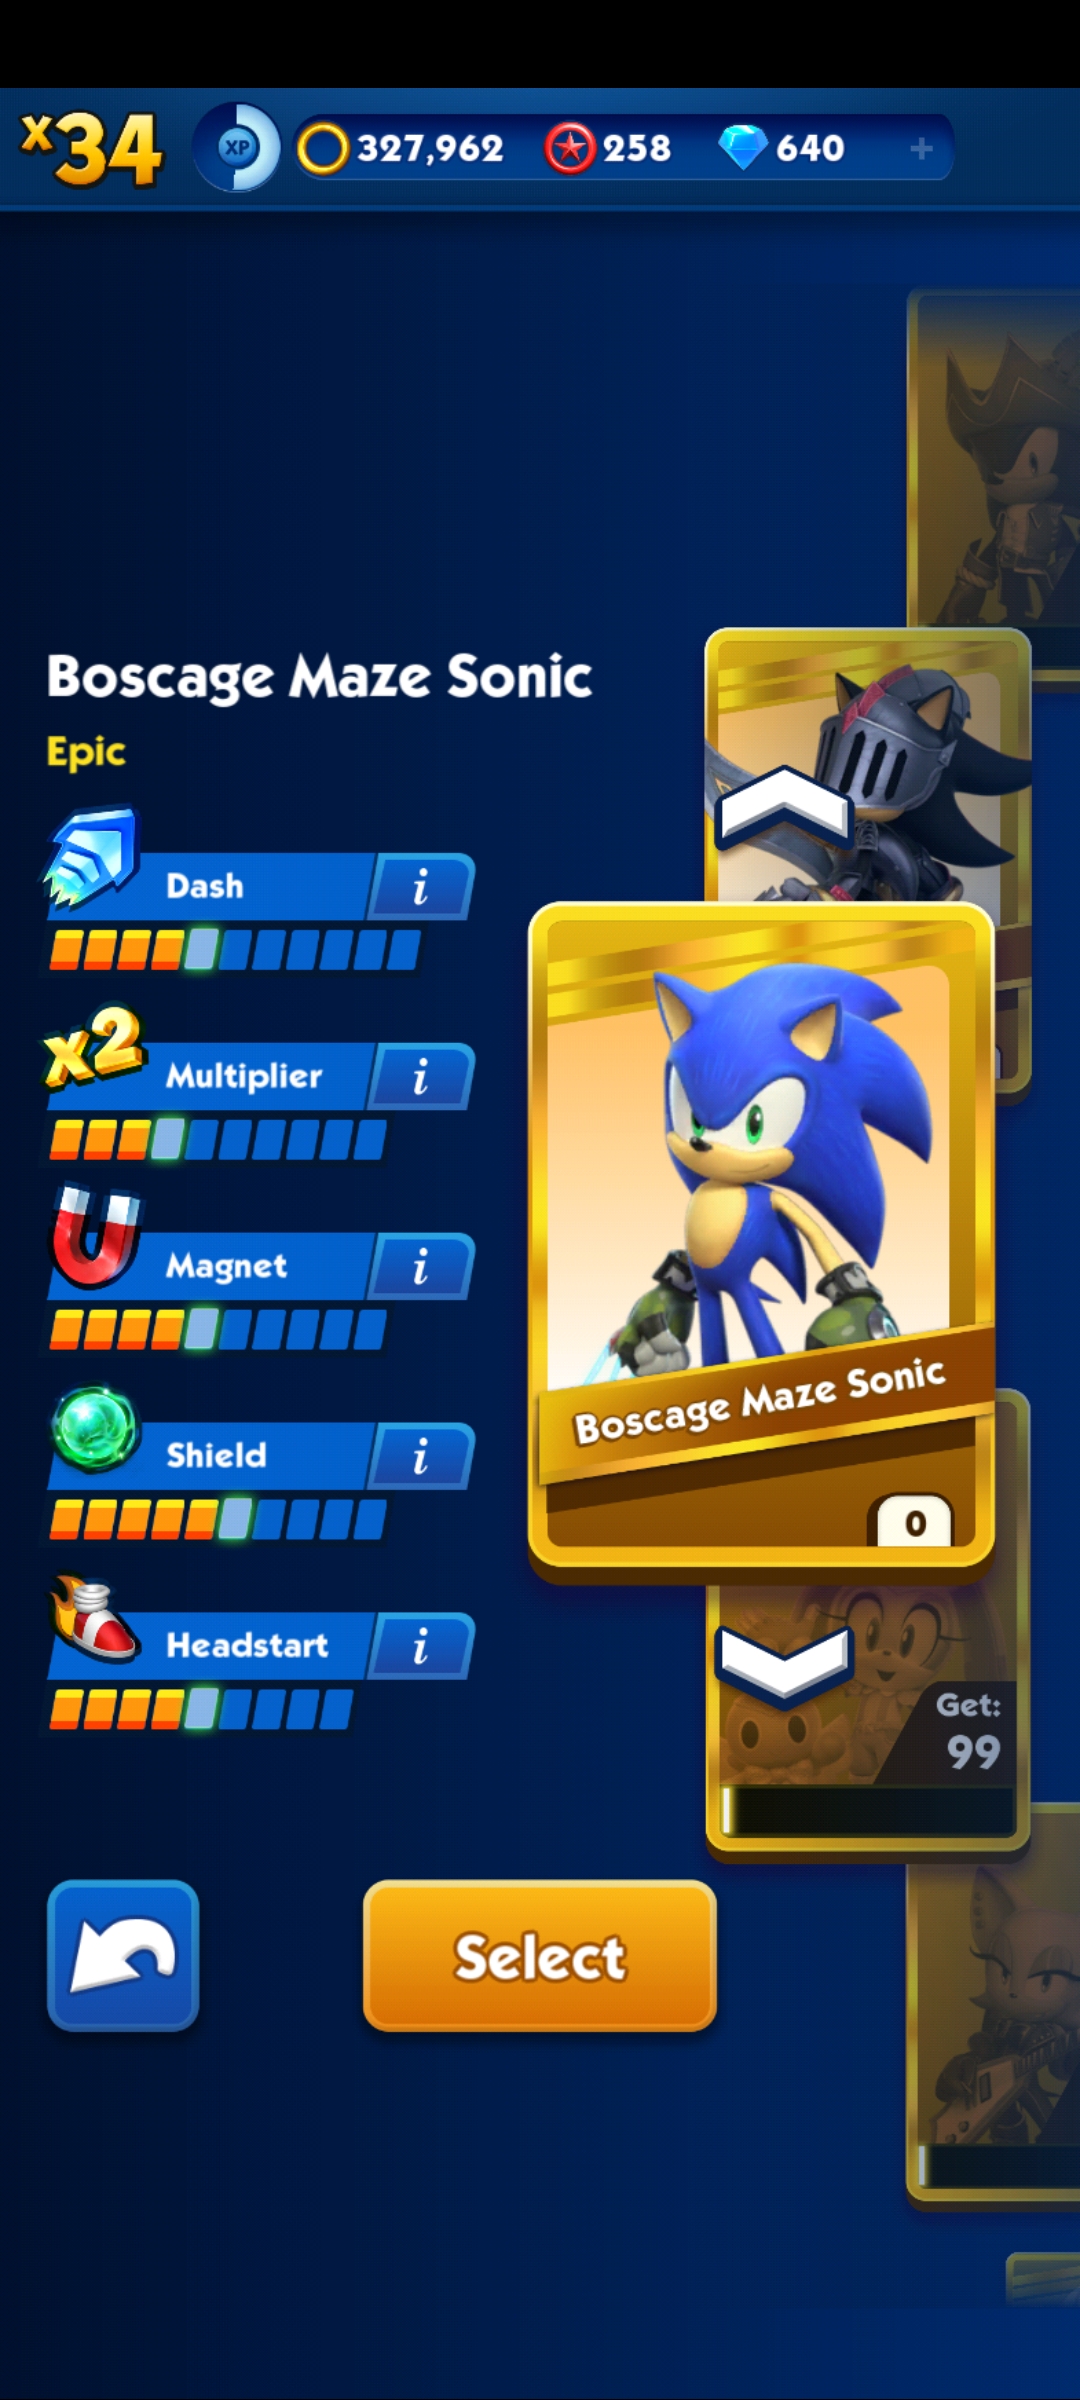 x34
XP
327,962
258
640
+
Boscage Maze Sonic
Epic
Dash
i
x2
Multiplier
i
Magnet
i
Shield
i
Headstart
i
Boscage Maze Sonic
0
Get:
99
Select